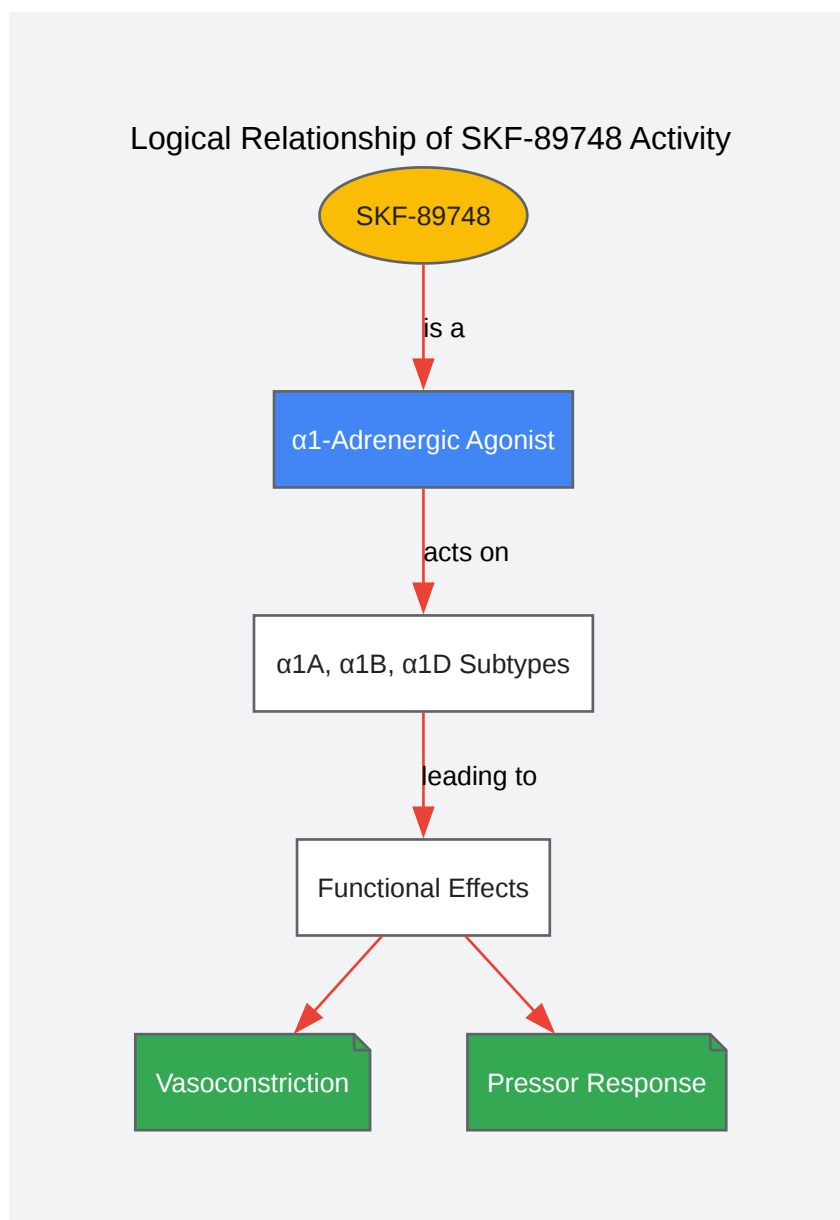 Logical Relationship of SKF-89748 Activity
SKF-89748
is a
α1-Adrenergic Agonist
acts on
α1A, α1B, α1D Subtypes
leading to
Functional Effects
Vasoconstriction
Pressor Response